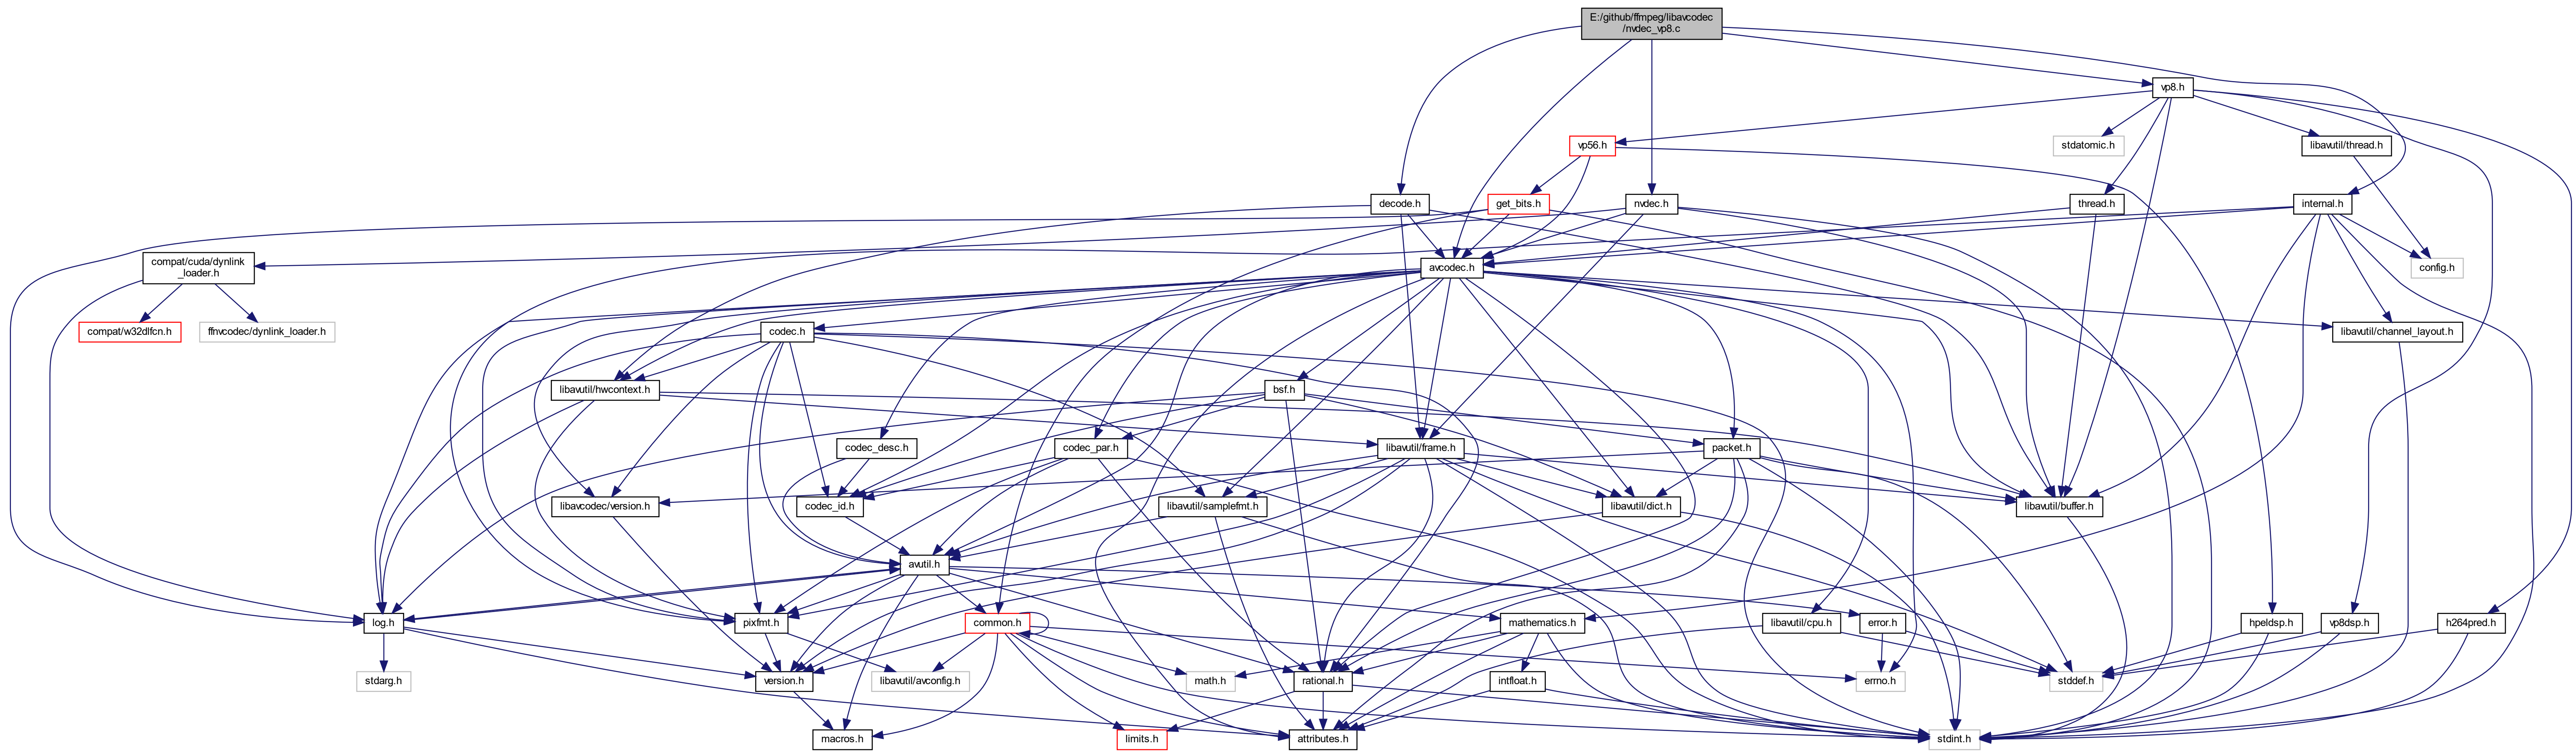 E:/github/ffmpeg/libavcodec
/nvdec_vp8.c
vp8.h
vp56.h
stdatomic.h
libavutil/thread.h
decode.h
get_bits.h
nvdec.h
thread.h
internal.h
compat/cuda/dynlink
_loader.h
avcodec.h
config.h
compat/w32dlfcn.h
ffnvcodec/dynlink_loader.h
codec.h
libavutil/channel_layout.h
libavutil/hwcontext.h
bsf.h
codec_desc.h
codec_par.h
libavutil/frame.h
packet.h
libavcodec/version.h
codec_id.h
libavutil/samplefmt.h
libavutil/dict.h
libavutil/buffer.h
avutil.h
log.h
pixfmt.h
common.h
mathematics.h
libavutil/cpu.h
error.h
hpeldsp.h
vp8dsp.h
h264pred.h
stdarg.h
version.h
libavutil/avconfig.h
math.h
rational.h
intfloat.h
errno.h
stddef.h
macros.h
limits.h
attributes.h
stdint.h